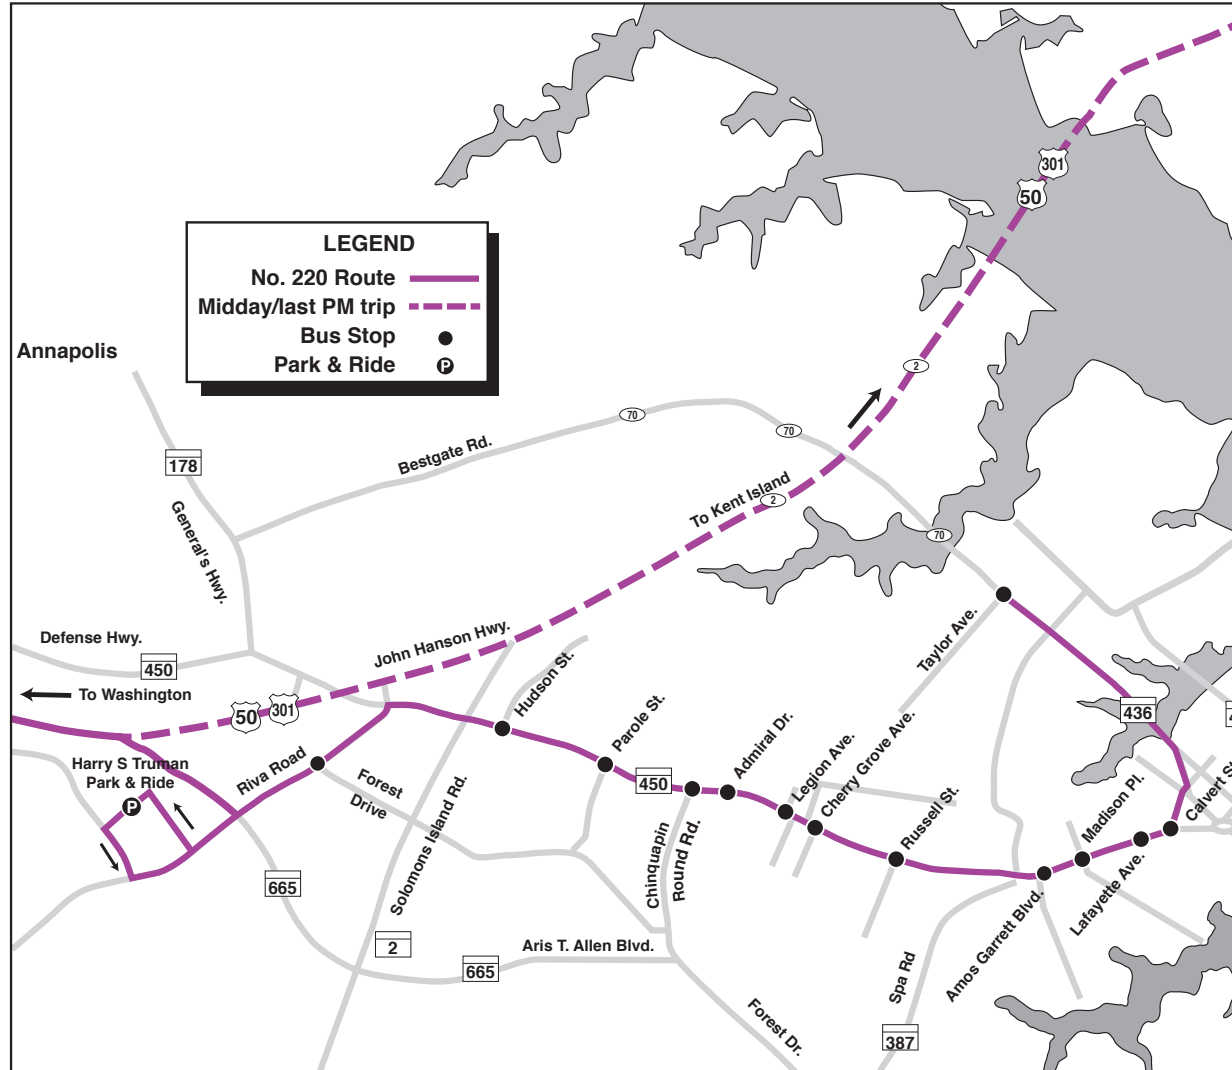 301
50
LEGEND
No. 220 Route
Midday/last PM trip
Bus Stop
Park & Ride
P
Annapolis
2
70
70
Bestgate Rd.
178
To Kent Island
2
General's Hwy.
70
Taylor Ave.
Defense Hwy.
450
John Hanson Hwy.
To Washington
50
301
Hudson St.
436
Parole St.
Admiral Dr.
Legion Ave.
Cherry Grove Ave.
Harry S Truman
Park & Ride
P
Riva Road
Forest
Drive
450
Russell St.
Madison Pl.
Calvert St.
Solomons Island Rd.
Chinquapin
Round Rd.
Lafayette Ave.
Amos Garrett Blvd.
665
2
Aris T. Allen Blvd.
665
Spa Rd
Forest Dr.
387